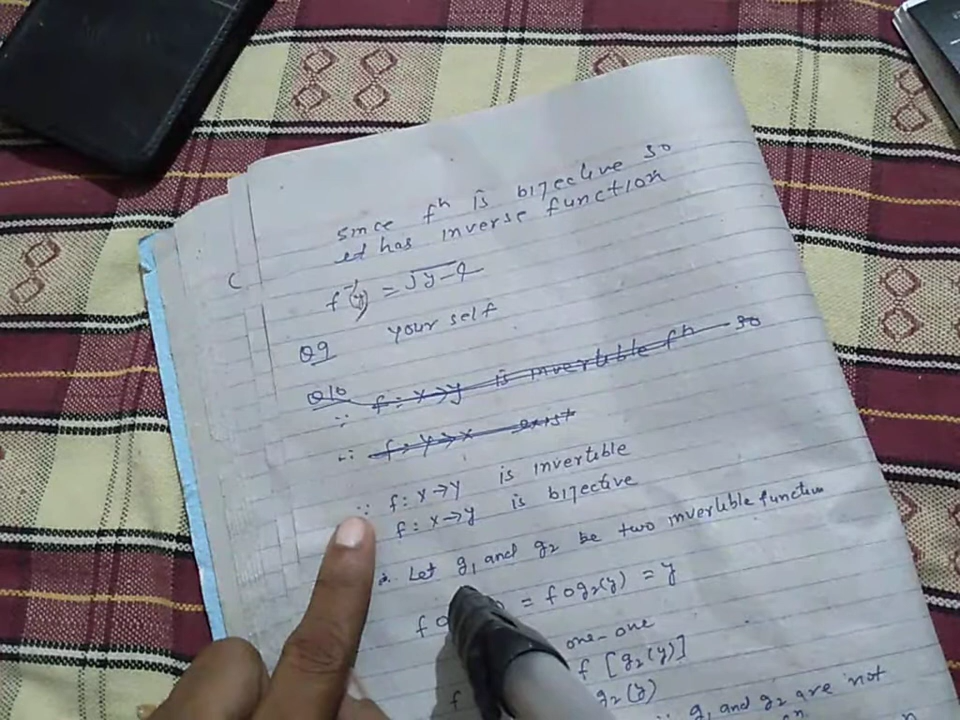 since fn is bijective so
it has inverse function
f⁻¹(y) = √y-4
Q9 your self
Q10
∵ f: x→y is invertible fn so
∴ f: y→x exist
∵ f: x→y is invertible
f: x→y is bijective
∴ Let g₁ and g₂ be two invertible function
fo = fog₂(y) = y
one-one
f f [g₂(y)]
g₂(y)
∵ g₁ and g₂ are not